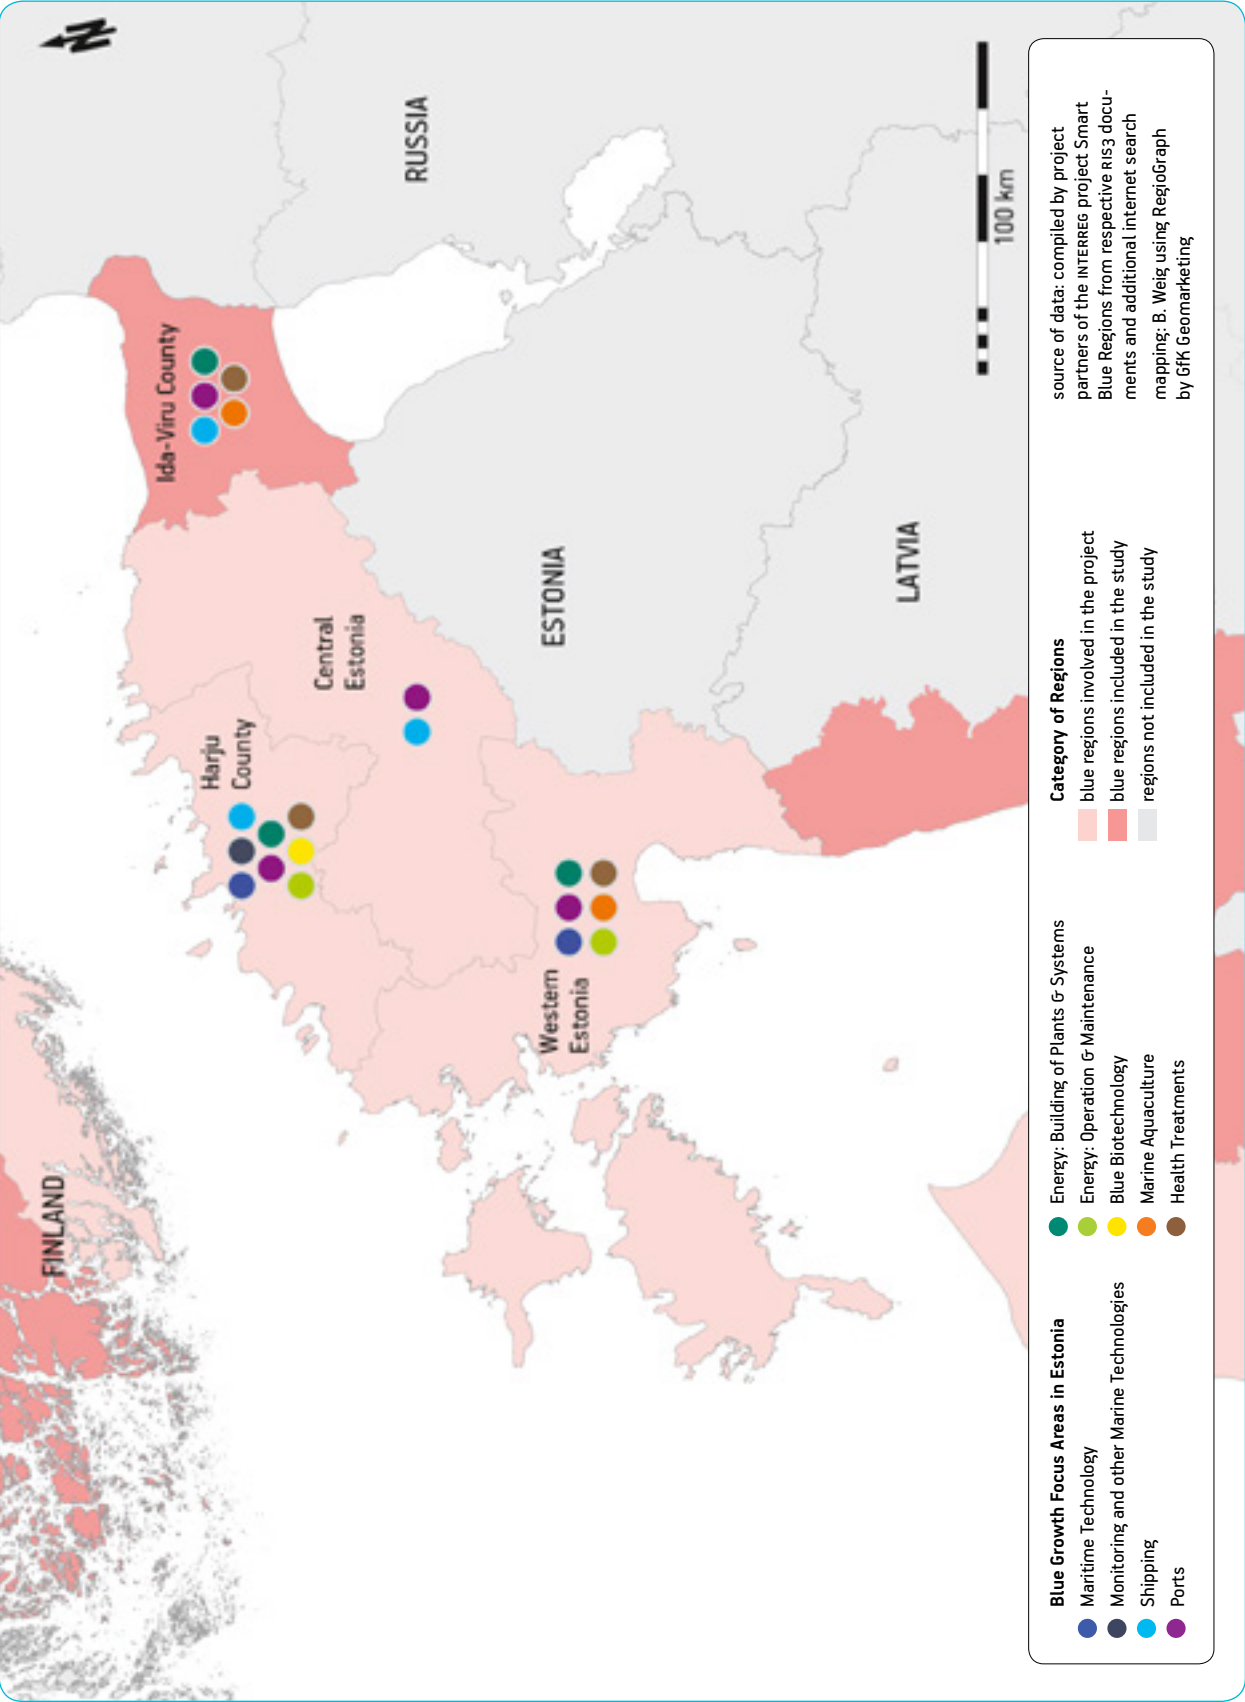 N
FINLAND
RUSSIA
Ida-Viru County
Harju
County
Central
Estonia
Western
Estonia
ESTONIA
LATVIA
100 km
Blue Growth Focus Areas in Estonia
Maritime Technology
Monitoring and other Marine Technologies
Shipping
Ports
Energy: Building of Plants & Systems
Energy: Operation & Maintenance
Blue Biotechnology
Marine Aquaculture
Health Treatments
Category of Regions
blue regions involved in the project
blue regions included in the study
regions not included in the study
source of data: compiled by project
partners of the INTERREG project Smart
Blue Regions from respective RIS3 docu-
ments and additional internet search
mapping: B. Weig using RegioGraph
by GfK Geomarketing